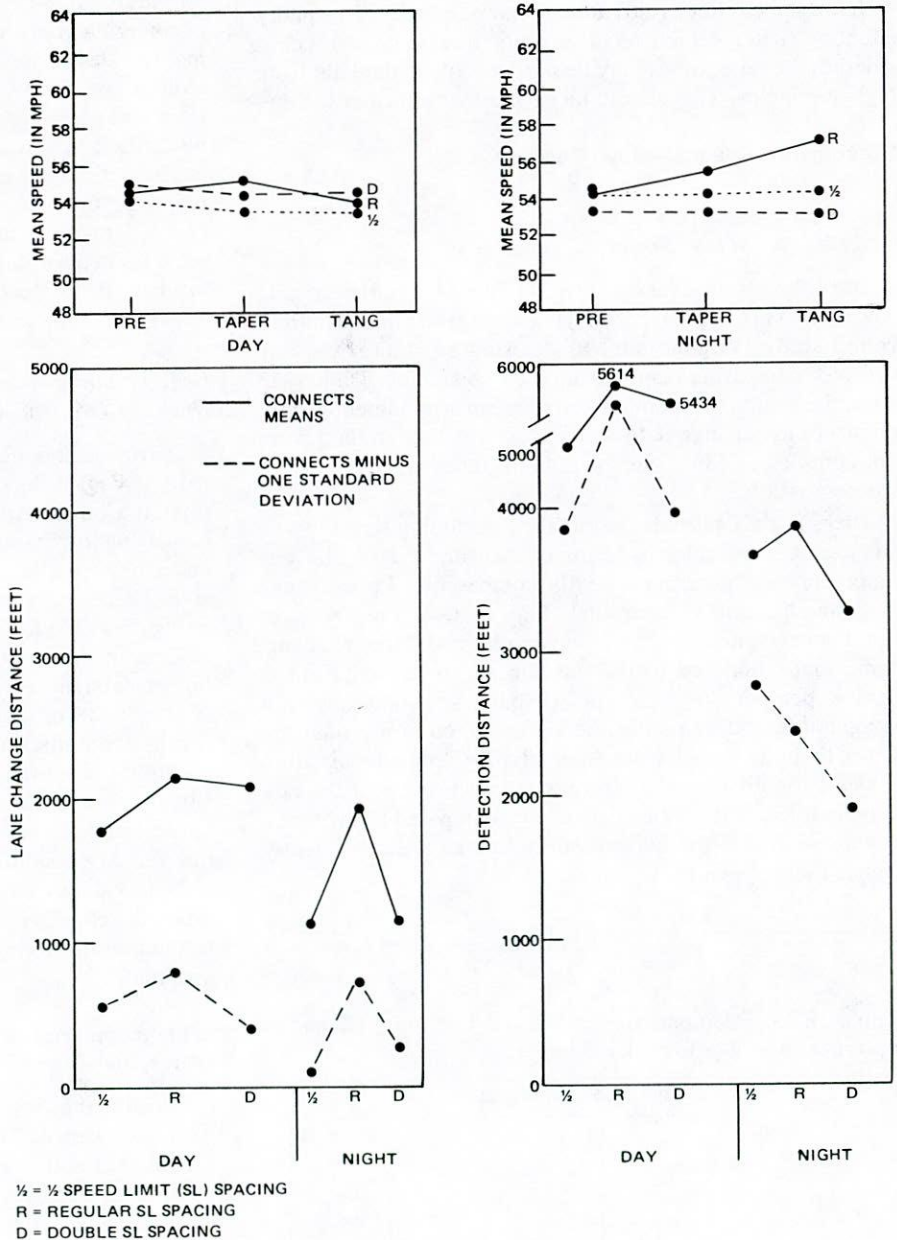 MEAN SPEED (IN MPH)
64
62
60
58
56
54
52
50
48
D
R
½
PRE
TAPER
TANG
DAY
MEAN SPEED (IN MPH)
64
62
60
58
56
54
52
50
48
R
½
D
PRE
TAPER
TANG
NIGHT
LANE CHANGE DISTANCE (FEET)
5000
4000
3000
2000
1000
0
CONNECTS
MEANS
CONNECTS MINUS
ONE STANDARD
DEVIATION
½
R
D
½
R
D
DAY
NIGHT
DETECTION DISTANCE (FEET)
6000
5000
4000
3000
2000
1000
0
5614
5434
½
R
D
½
R
D
DAY
NIGHT
½ = ½ SPEED LIMIT (SL) SPACING
R = REGULAR SL SPACING
D = DOUBLE SL SPACING